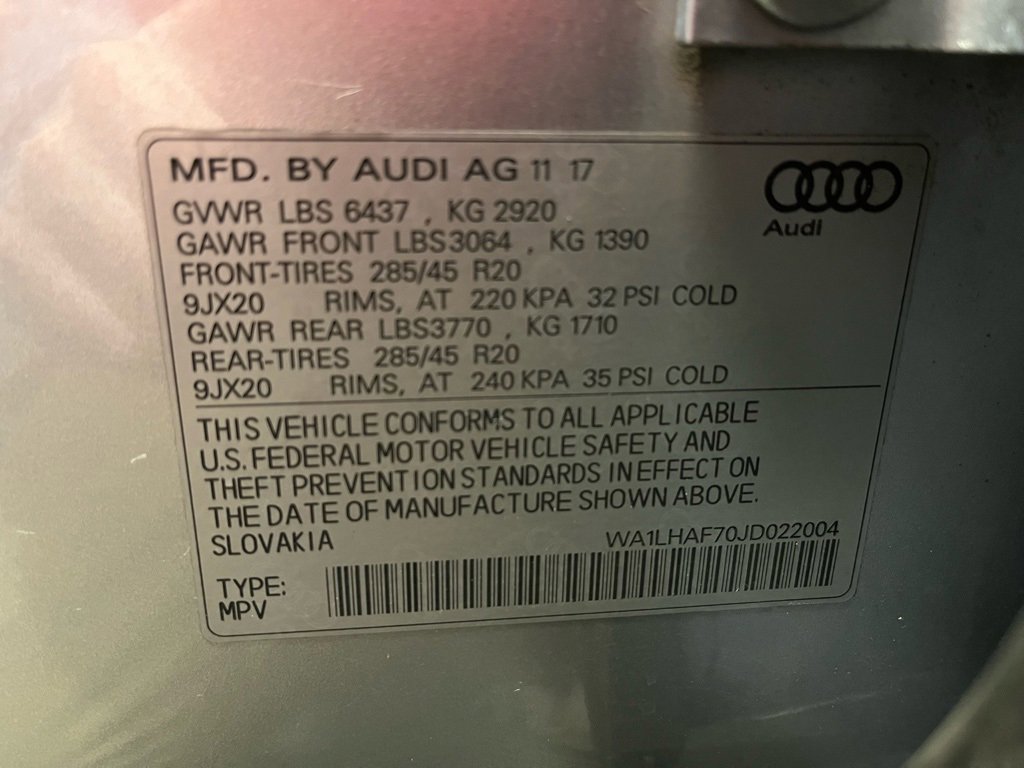 MFD. BY AUDI AG 11 17
Audi
GVWR LBS 6437 , KG 2920
GAWR FRONT LBS3064 , KG 1390
FRONT-TIRES 285/45 R20
9JX20 RIMS, AT 220 KPA 32 PSI COLD
GAWR REAR LBS3770 , KG 1710
REAR-TIRES 285/45 R20
9JX20 RIMS, AT 240 KPA 35 PSI COLD
THIS VEHICLE CONFORMS TO ALL APPLICABLE
U.S. FEDERAL MOTOR VEHICLE SAFETY AND
THEFT PREVENTION STANDARDS IN EFFECT ON
THE DATE OF MANUFACTURE SHOWN ABOVE.
SLOVAKIA WA1LHAF70JD022004
TYPE:
MPV